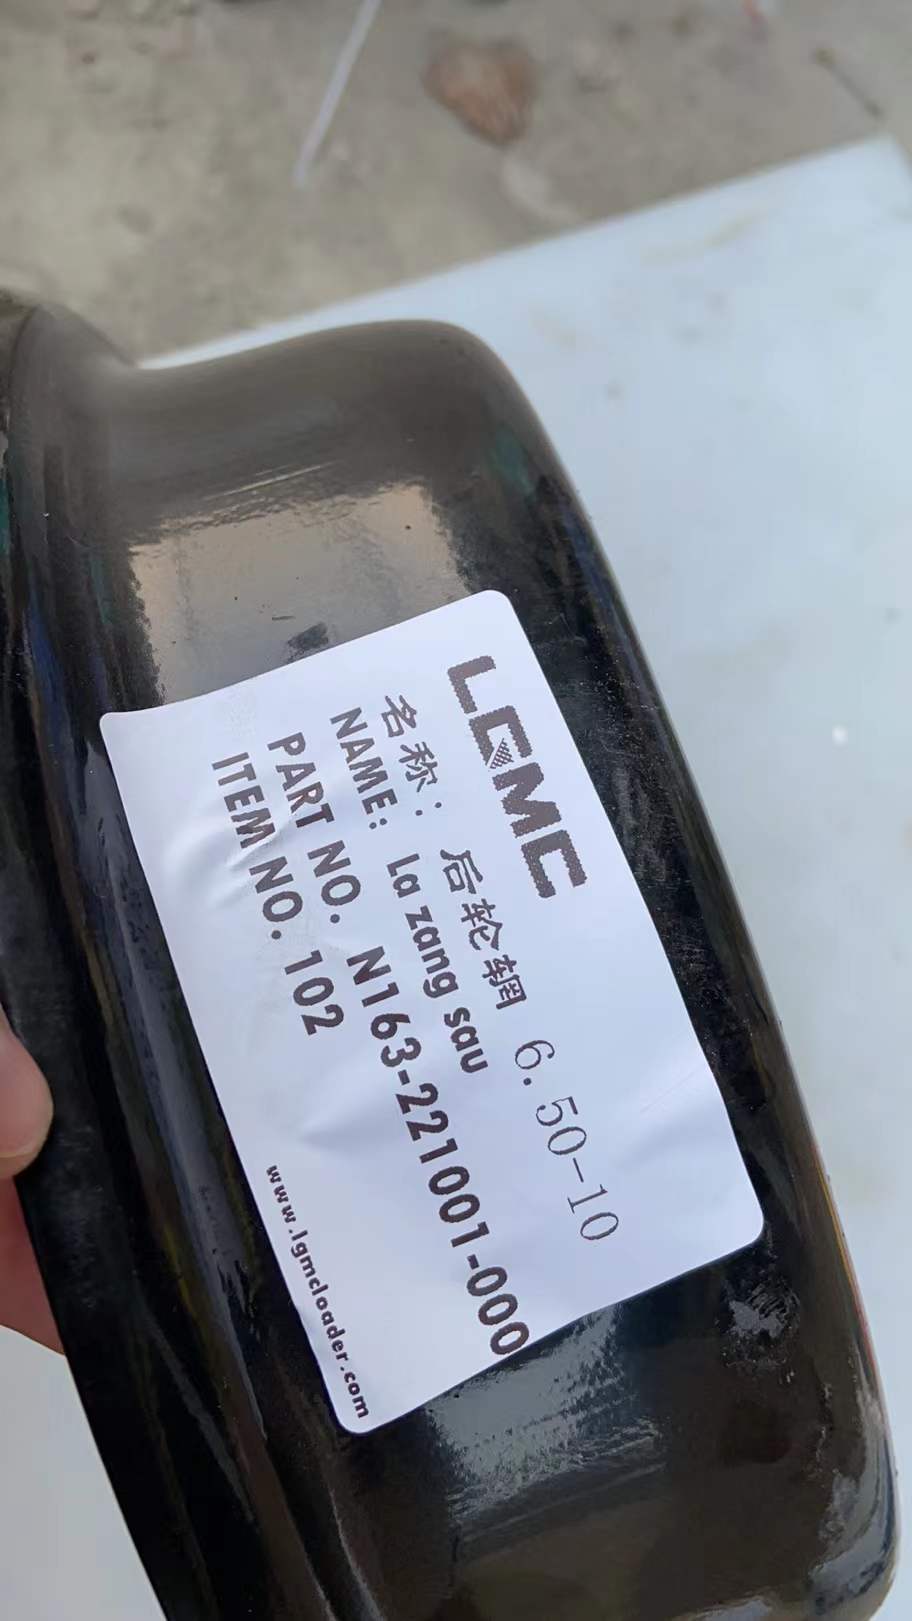 LGMC
名称： 后轮辋 6.50-10
NAME: La zang sau
PART NO. N163-221001-000
ITEM NO. 102
www.lgmcloader.com